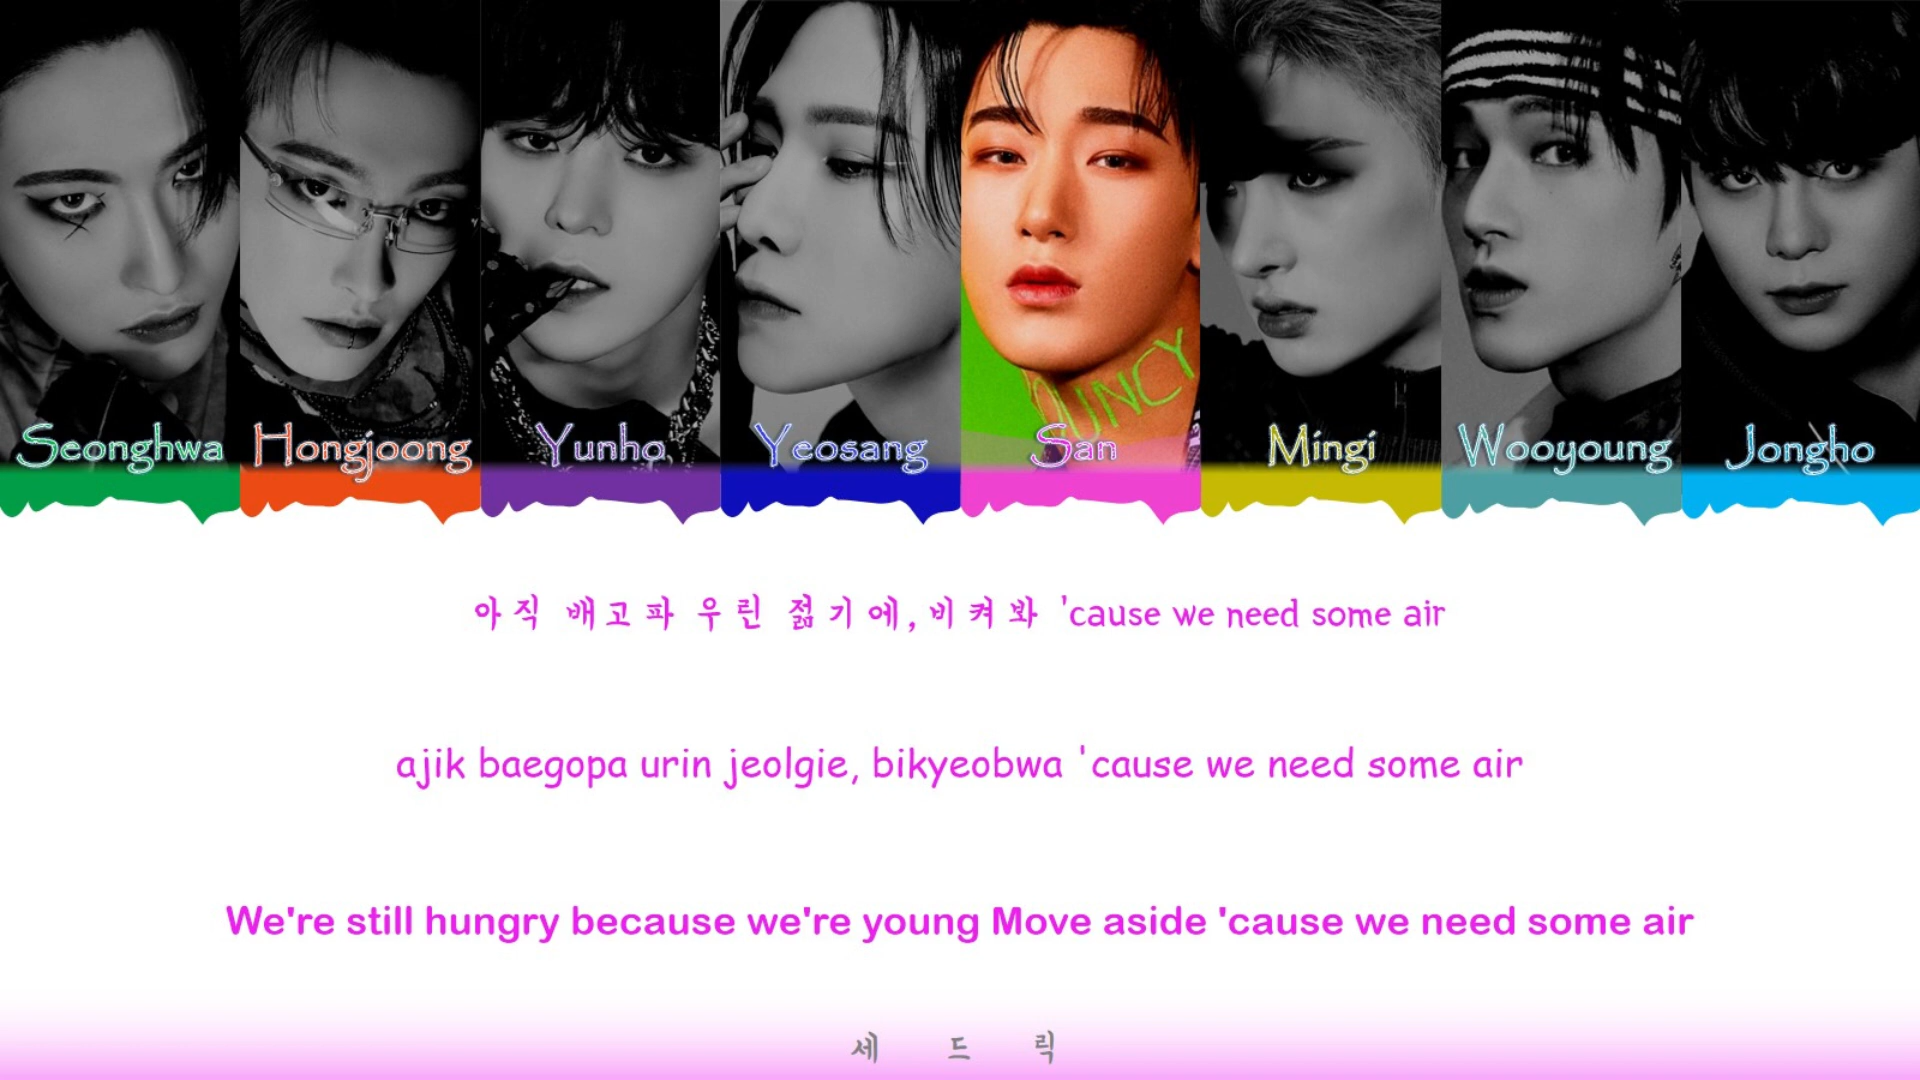 Seonghwa Hongjoong Yunho Yeosang San Mingi Wooyoung Jongho
아직 배고파 우린 젊기에, 비켜봐 'cause we need some air
ajik baegopa urin jeolgie, bikyeobwa 'cause we need some air
We're still hungry because we're young Move aside 'cause we need some air
세 드 릭